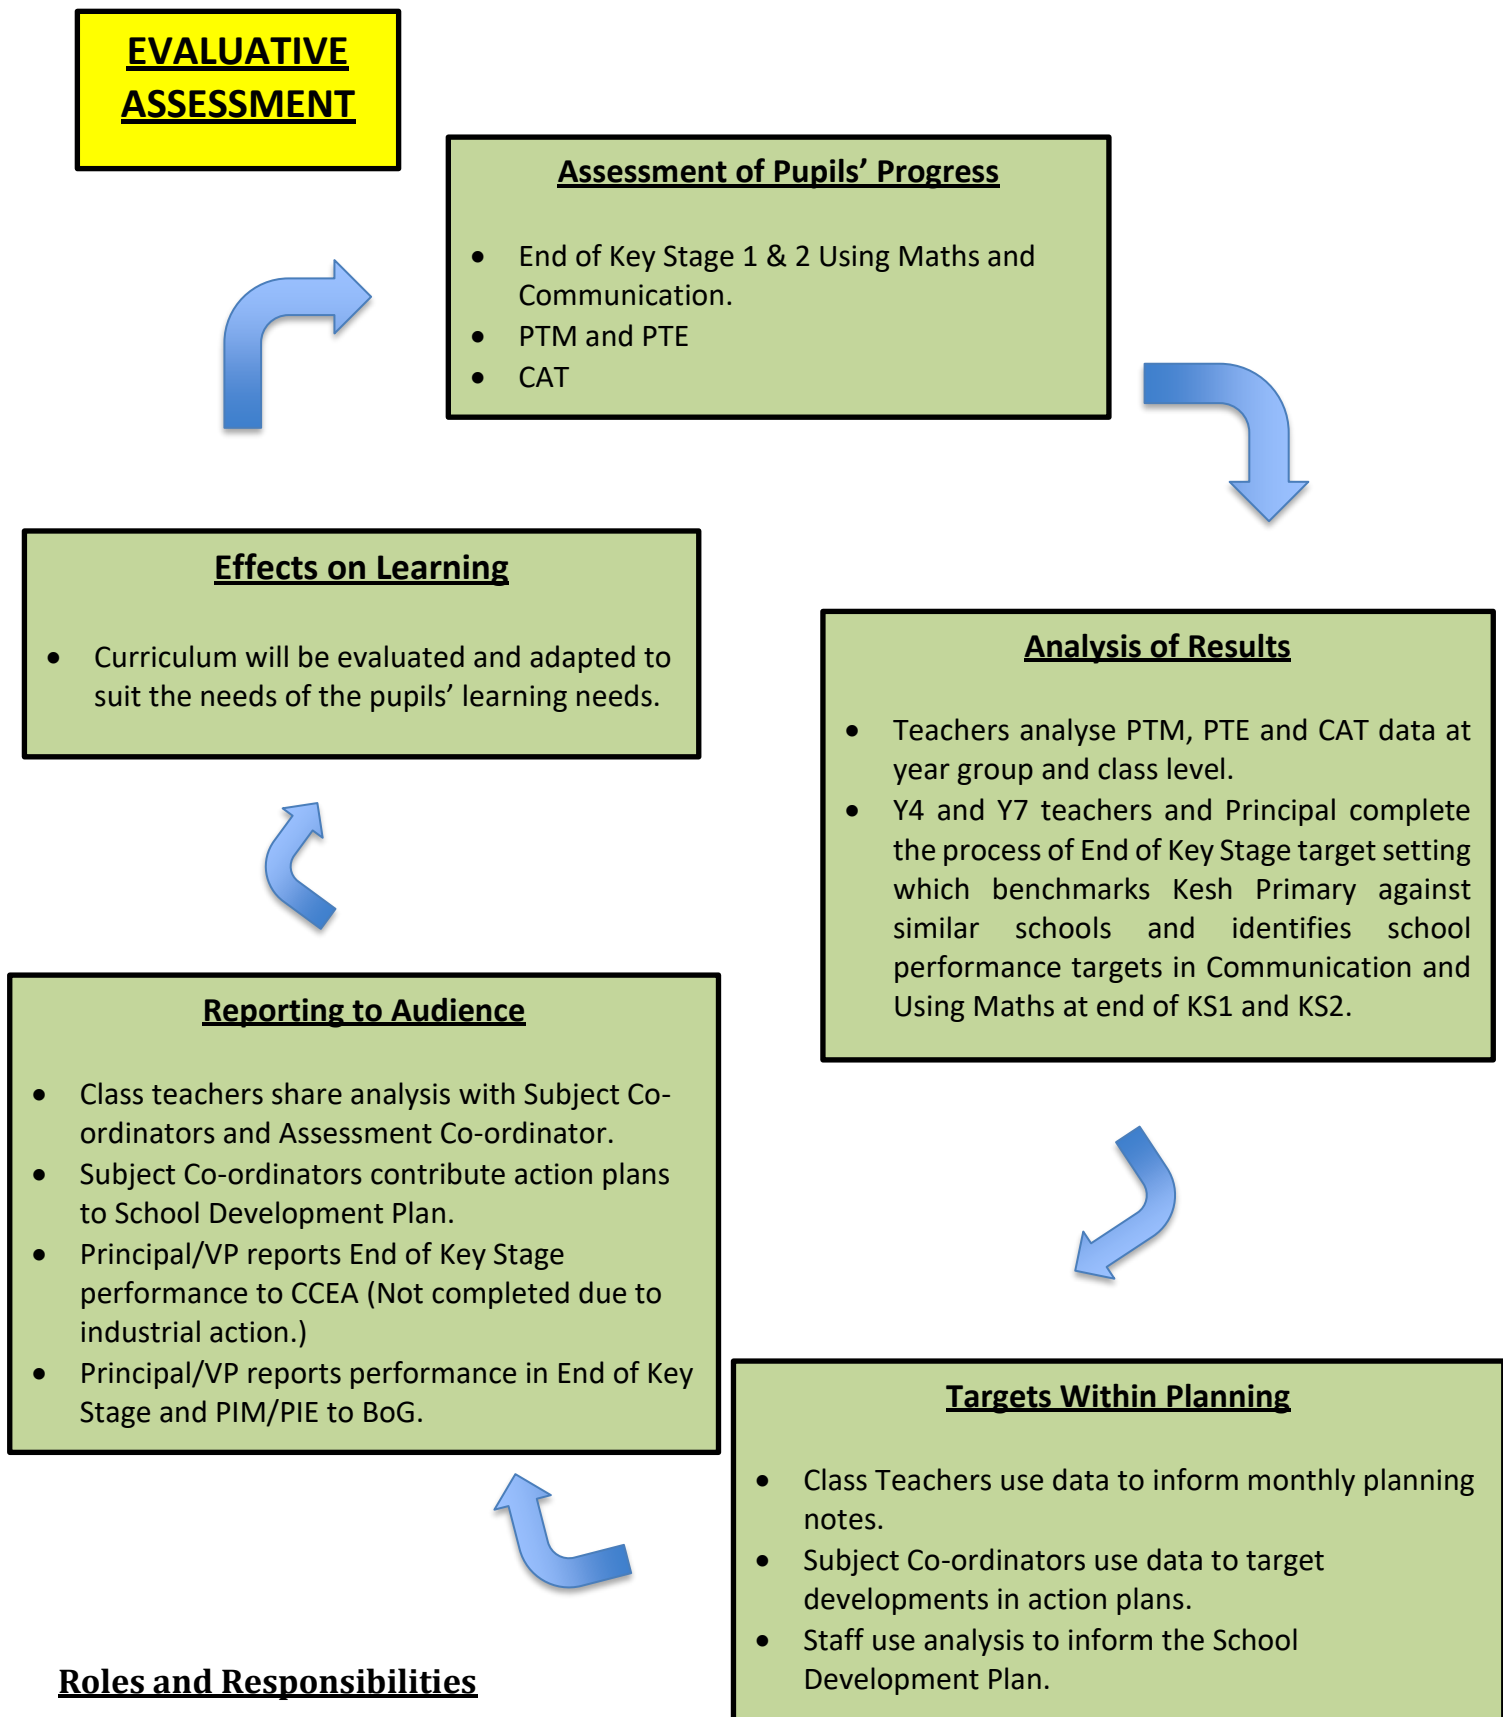 EVALUATIVE
ASSESSMENT
Assessment of Pupils’ Progress
• End of Key Stage 1 & 2 Using Maths and
Communication.
• PTM and PTE
• CAT
Effects on Learning
• Curriculum will be evaluated and adapted to
suit the needs of the pupils’ learning needs.
Analysis of Results
• Teachers analyse PTM, PTE and CAT data at
year group and class level.
• Y4 and Y7 teachers and Principal complete
the process of End of Key Stage target setting
which benchmarks Kesh Primary against
similar schools and identifies school
performance targets in Communication and
Using Maths at end of KS1 and KS2.
Reporting to Audience
• Class teachers share analysis with Subject Co-
ordinators and Assessment Co-ordinator.
• Subject Co-ordinators contribute action plans
to School Development Plan.
• Principal/VP reports End of Key Stage
performance to CCEA (Not completed due to
industrial action.)
• Principal/VP reports performance in End of Key
Stage and PIM/PIE to BoG.
Targets Within Planning
• Class Teachers use data to inform monthly planning
notes.
• Subject Co-ordinators use data to target
developments in action plans.
• Staff use analysis to inform the School
Development Plan.
Roles and Responsibilities